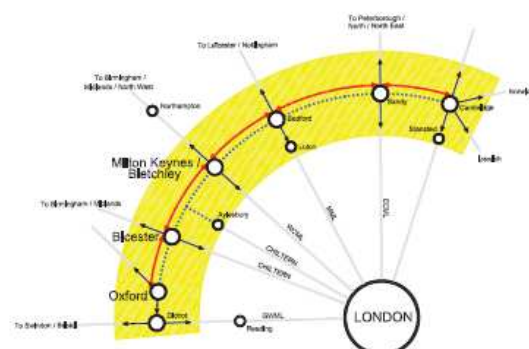 To Peterborough /
North / North East
To Leicester / Nottingham
To Birmingham /
Midlands / North West
Northampton
Bedford
Sandy
Cambridge
Norwich
Stansted
Ipswich
Luton
Milton Keynes /
Bletchley
To Birmingham / Midlands
Aylesbury
Bicester
WCML
MML
ECML
CHILTERN
CHILTERN
Oxford
Didcot
GWML
LONDON
To Swindon / Bristol
Reading